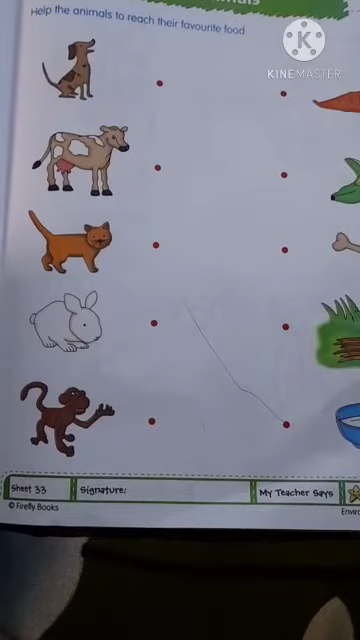 Help the animals to reach their favourite food
KINEMASTER
Sheet 33
Signature:
My Teacher Says
© Firefly Books